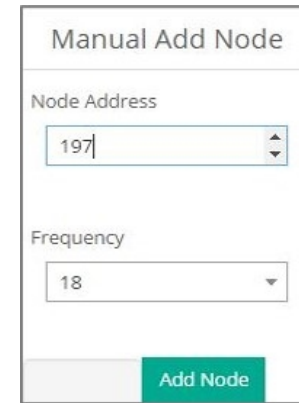 Manual Add Node
Node Address
197
Frequency
18
Add Node